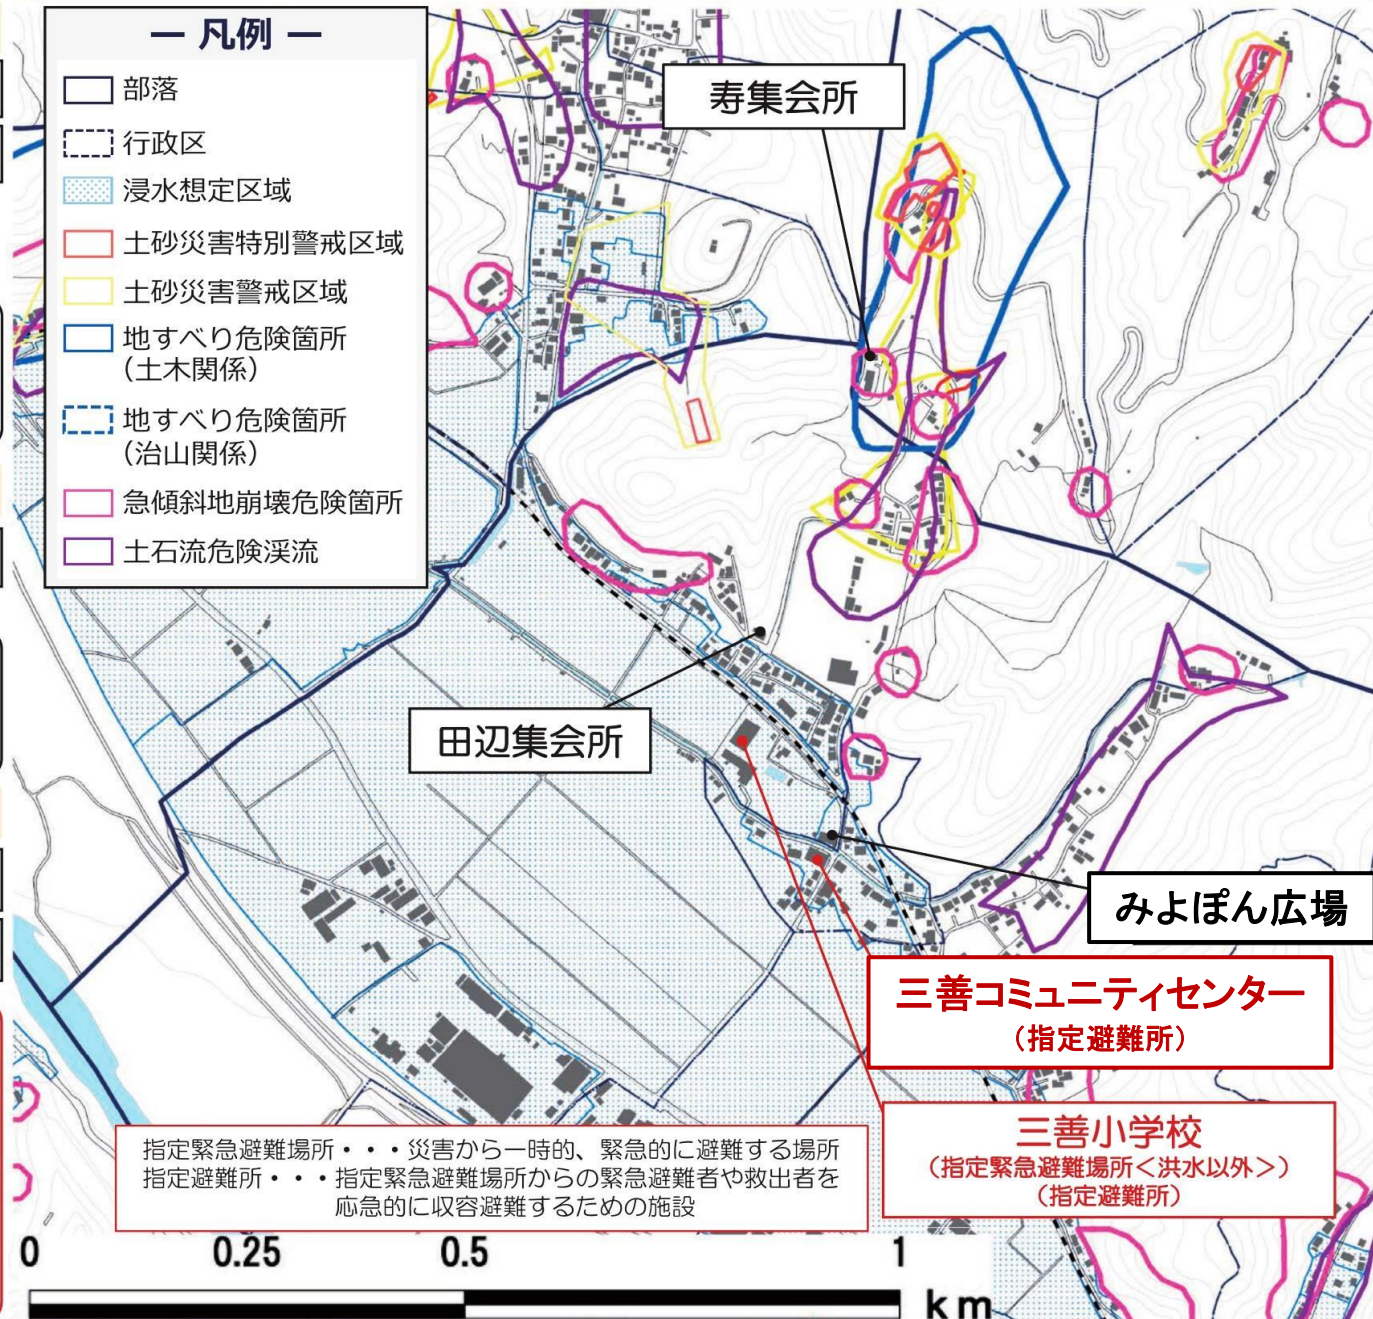 ― 凡例 ―
部落
行政区
浸水想定区域
土砂災害特別警戒区域
土砂災害警戒区域
地すべり危険箇所
(土木関係)
地すべり危険箇所
(治山関係)
急傾斜地崩壊危険箇所
土石流危険渓流
寿集会所
田辺集会所
みよぽん広場
三善コミュニティセンター
(指定避難所)
三善小学校
(指定緊急避難場所<洪水以外>)
(指定避難所)
指定緊急避難場所・・・災害から一時的、緊急的に避難する場所
指定避難所・・・指定緊急避難場所からの緊急避難者や救出者を
応急的に収容避難するための施設
0 0.25 0.5 1
km